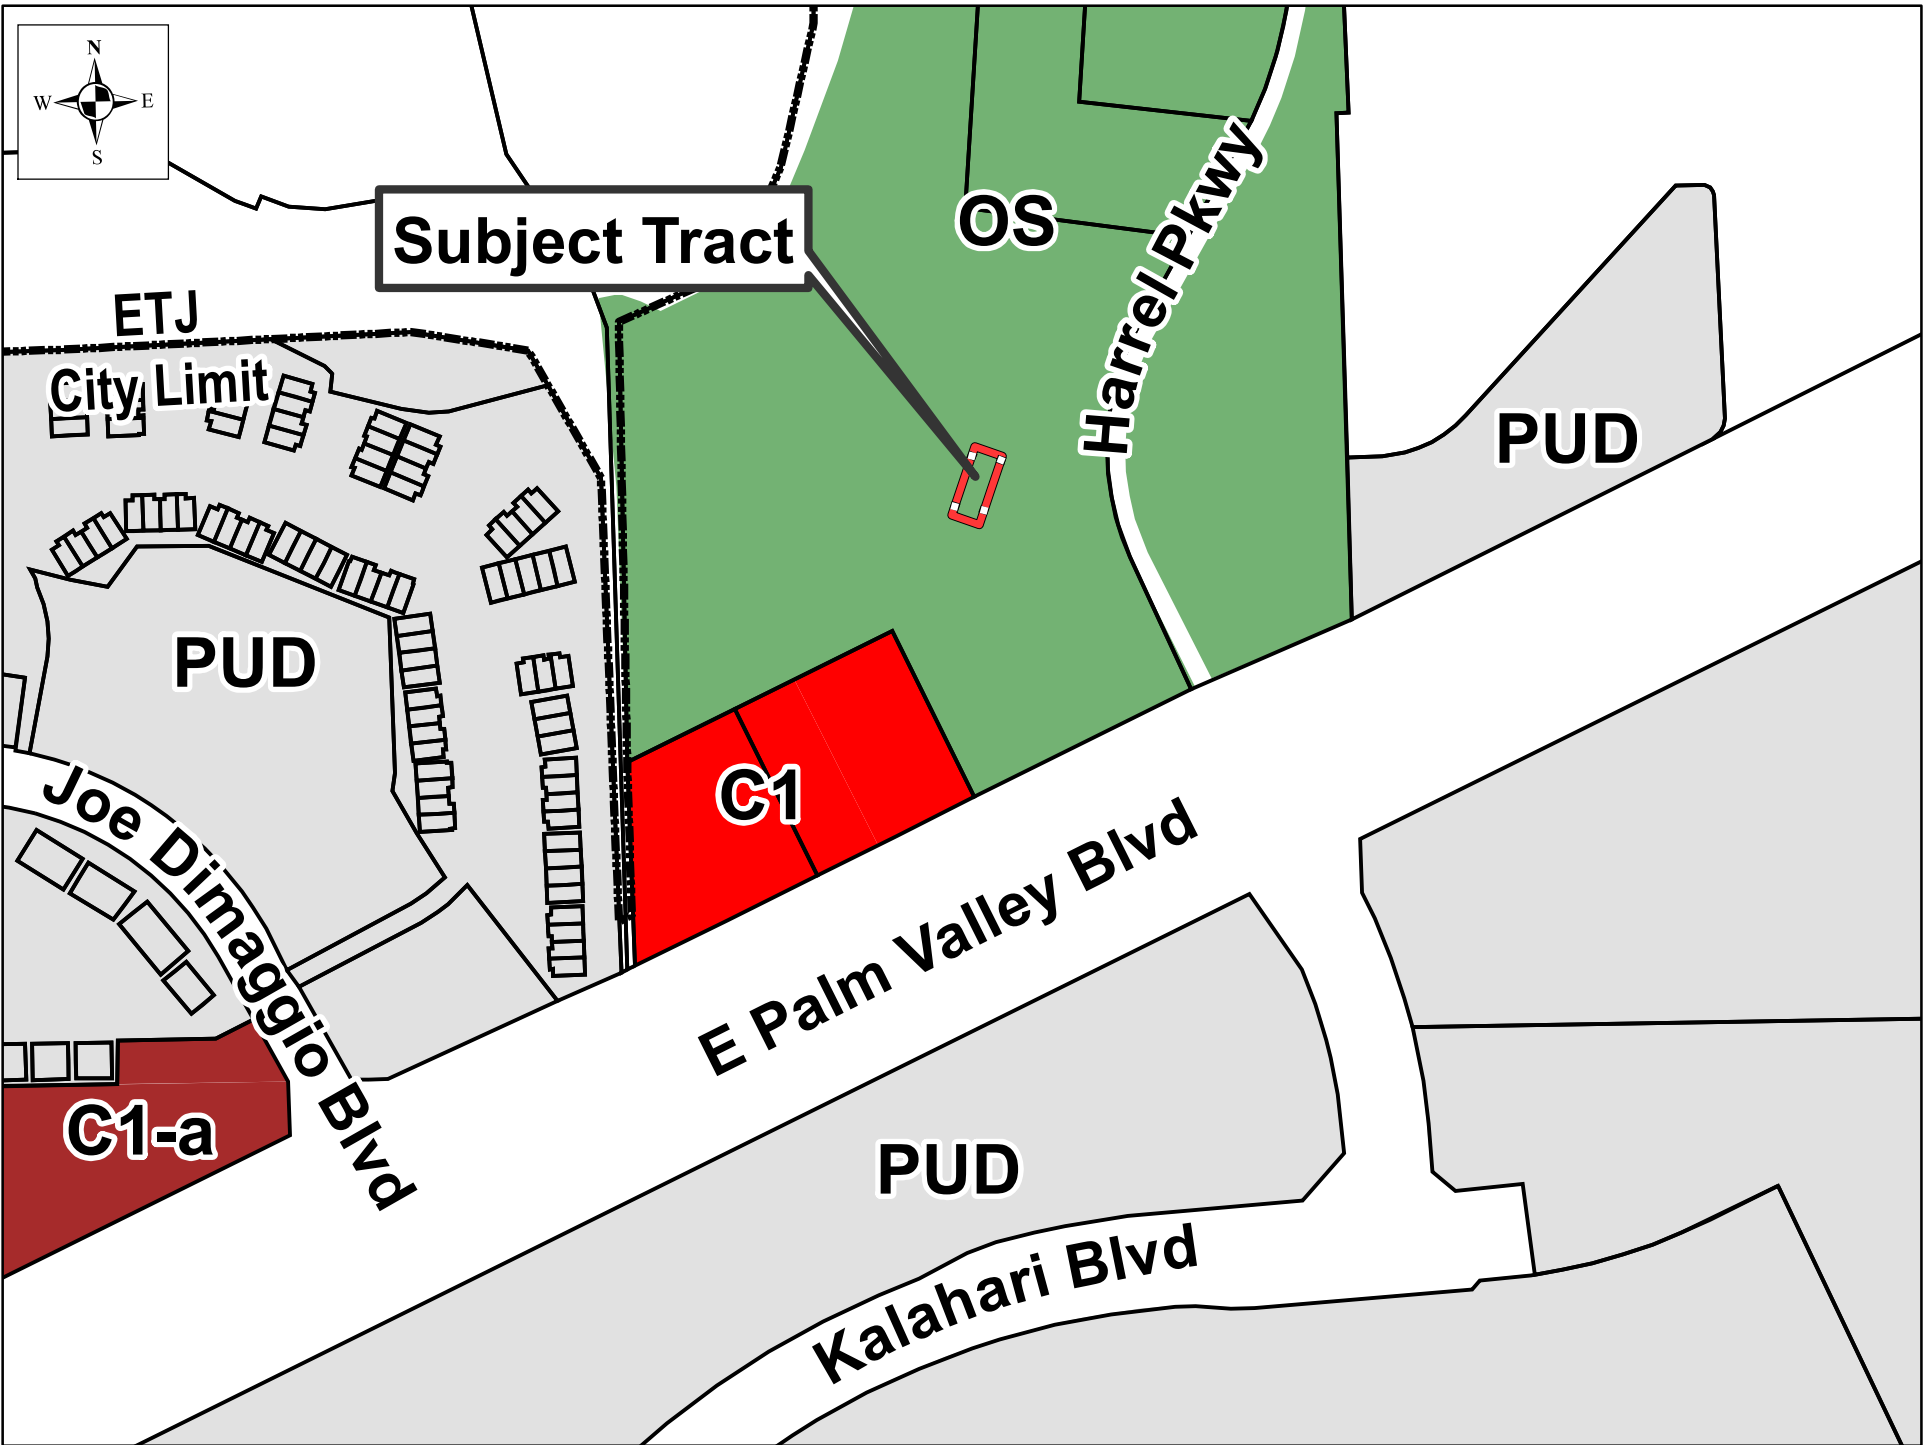 N
W E
S
Subject Tract
OS
Harrel Pkwy
ETJ
City Limit
PUD
PUD
C1
Joe Dimaggio Blvd
E Palm Valley Blvd
C1-a
PUD
Kalahari Blvd